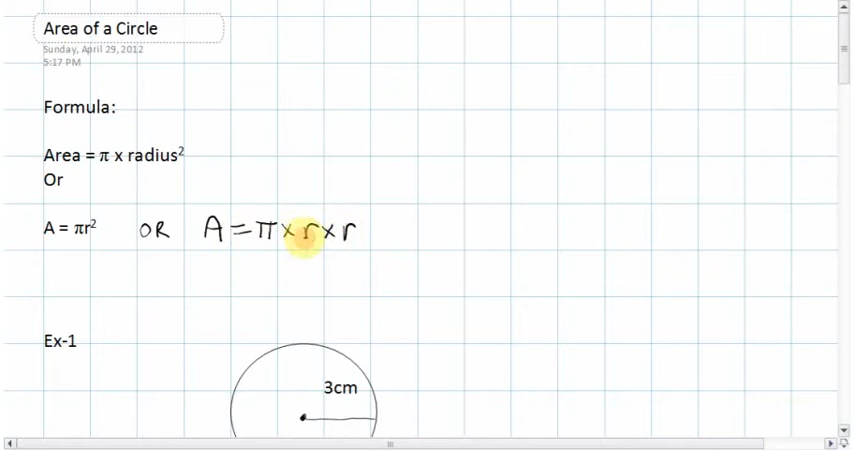 Area of a Circle
Sunday, April 29, 2012
5:17 PM
Formula:
Area = π x radius²
Or
A = πr² OR A = π x r x r
Ex-1
3cm